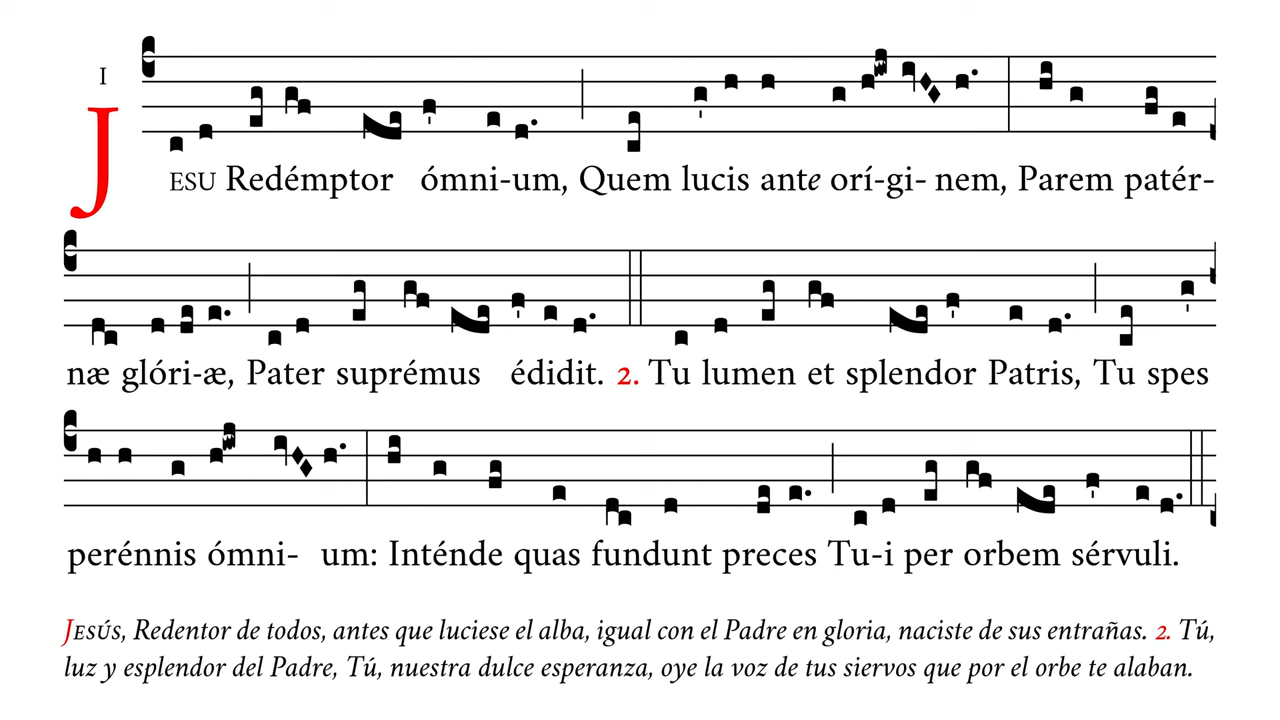 I
JESU Redémptor ómni-um, Quem lucis ante orí-gi- nem, Parem patér-
næ glóri-æ, Pater suprémus édidit. 2. Tu lumen et splendor Patris, Tu spes
perénnis ómni- um: Inténde quas fundunt preces Tu-i per orbem sérvuli.
JESÚS, Redentor de todos, antes que luciese el alba, igual con el Padre en gloria, naciste de sus entrañas. 2. Tú,
luz y esplendor del Padre, Tú, nuestra dulce esperanza, oye la voz de tus siervos que por el orbe te alaban.